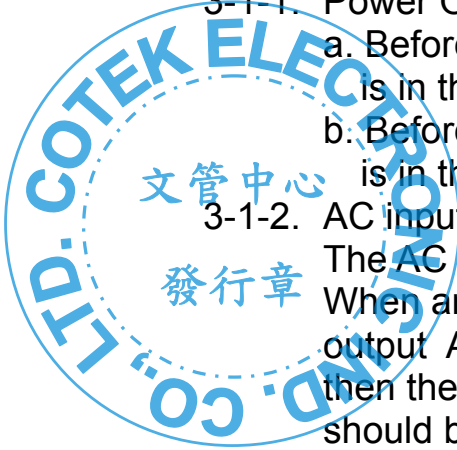 3-1-1. Power
a. Before
is in th
b. Before
is in th
3-1-2. AC input
The AC
When an
output A
then the
should b
COTEK ELECTRONIC IND. CO., LTD.
文管中心
發行章